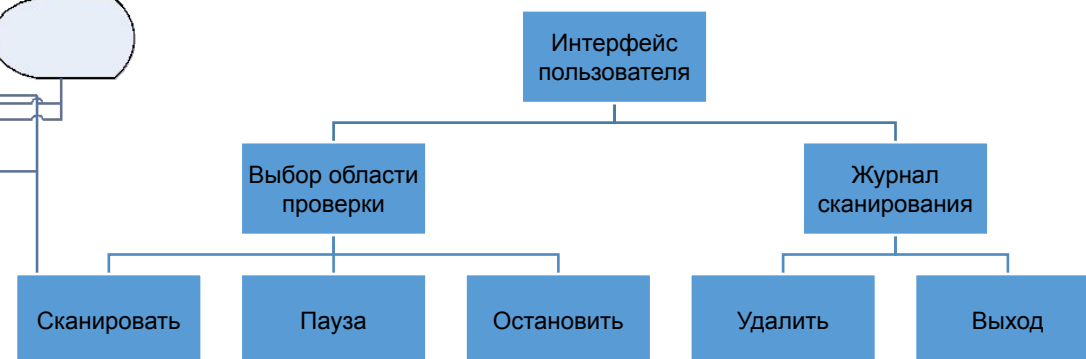 Интерфейс
пользователя
Выбор области
проверки
Журнал
сканирования
Сканировать
Пауза
Остановить
Удалить
Выход